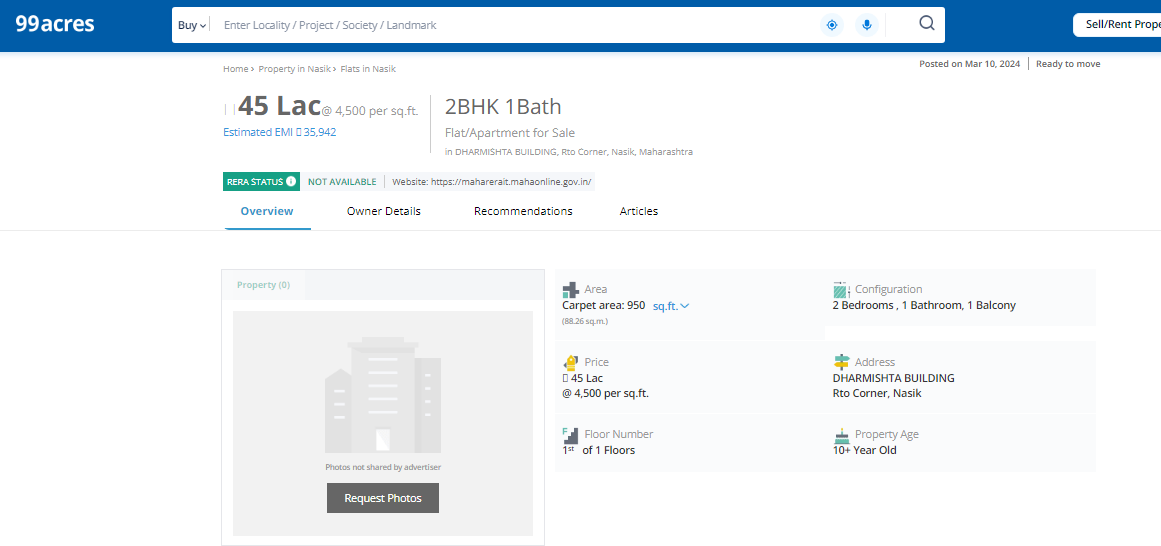 99acres
Buy
Enter Locality / Project / Society / Landmark
Sell/Rent Prope
Home > Property in Nasik > Flats in Nasik
Posted on Mar 10, 2024 | Ready to move
45 Lac @ 4,500 per sq.ft.
Estimated EMI 35,942
2BHK 1Bath
Flat/Apartment for Sale
in DHARMISHTA BUILDING, Rto Corner, Nasik, Maharashtra
RERA STATUS i NOT AVAILABLE | Website: https://maharerait.mahaonline.gov.in/
Overview Owner Details Recommendations Articles
Property (0)
Photos not shared by advertiser
Request Photos
Area
Carpet area: 950 sq.ft.
(88.26 sq.m.)
Configuration
2 Bedrooms , 1 Bathroom, 1 Balcony
Price
45 Lac
@ 4,500 per sq.ft.
Address
DHARMISHTA BUILDING
Rto Corner, Nasik
Floor Number
1st of 1 Floors
Property Age
10+ Year Old